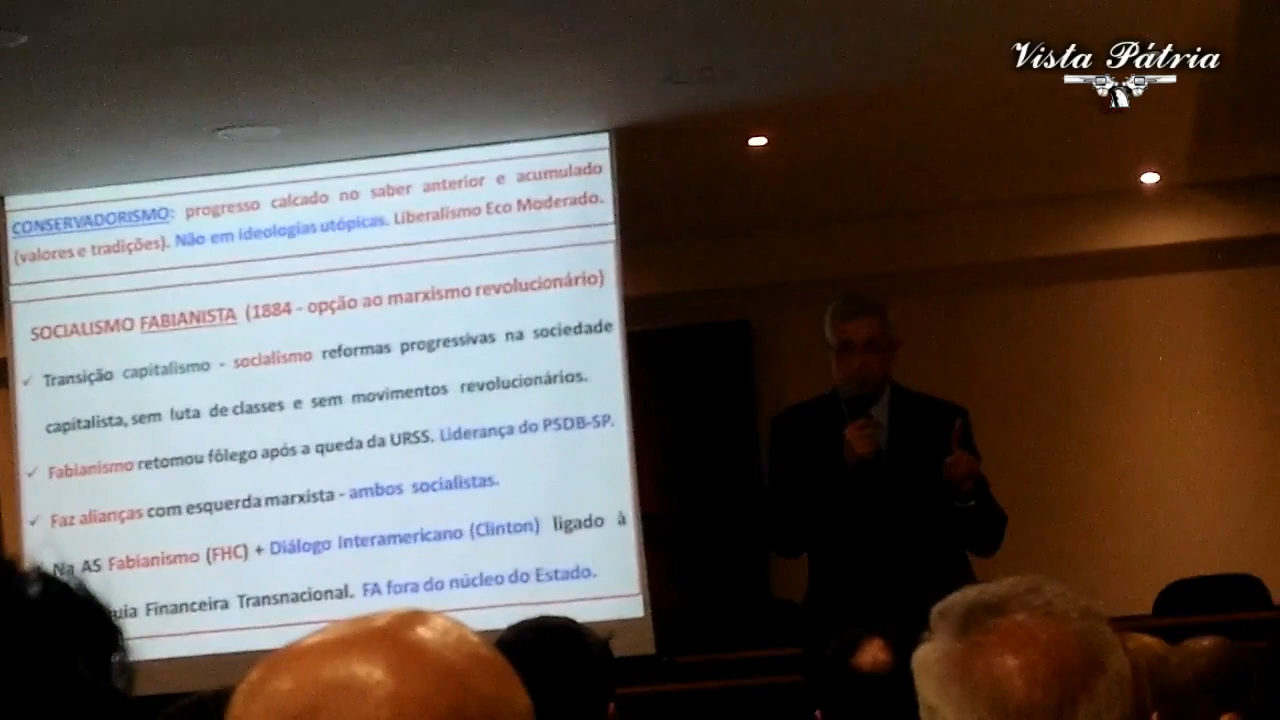 Vista Pátria
CONSERVADORISMO: progresso calcado no saber anterior e acumulado
(valores e tradições). Não em ideologias utópicas. Liberalismo Eco Moderado.
SOCIALISMO FABIANISTA (1884 - opção ao marxismo revolucionário)
✓ Transição capitalismo - socialismo reformas progressivas na sociedade
capitalista, sem luta de classes e sem movimentos revolucionários.
✓ Fabianismo retomou fôlego após a queda da URSS. Liderança do PSDB-SP.
✓ Faz alianças com esquerda marxista - ambos socialistas.
Na AS Fabianismo (FHC) + Diálogo Interamericano (Clinton) ligado à
Financeira Transnacional. FA fora do núcleo do Estado.